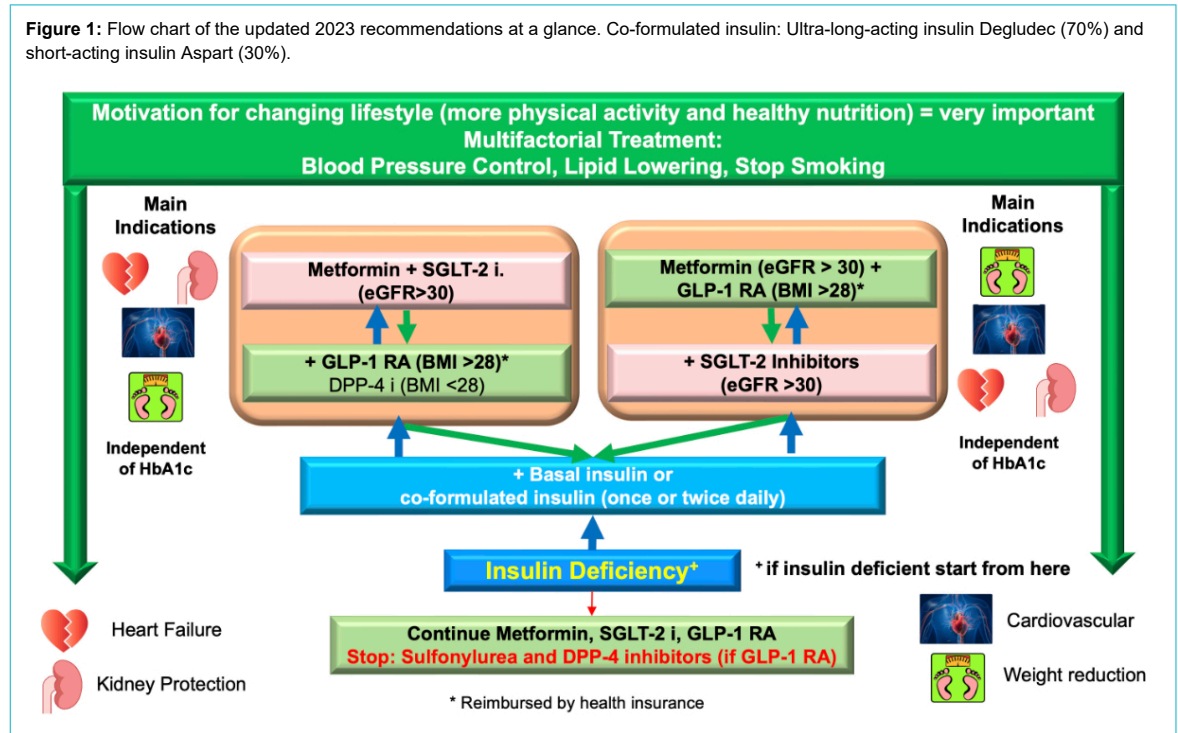 Figure 1: Flow chart of the updated 2023 recommendations at a glance. Co-formulated insulin: Ultra-long-acting insulin Degludec (70%) and
short-acting insulin Aspart (30%).
Motivation for changing lifestyle (more physical activity and healthy nutrition) = very important
Multifactorial Treatment:
Blood Pressure Control, Lipid Lowering, Stop Smoking
Main
Indications
Metformin + SGLT-2 i.
(eGFR>30)
+ GLP-1 RA (BMI >28)*
DPP-4 i (BMI <28)
Independent
of HbA1c
Metformin (eGFR > 30) +
GLP-1 RA (BMI >28)*
+ SGLT-2 Inhibitors
(eGFR >30)
Main
Indications
Independent
of HbA1c
+ Basal insulin or
co-formulated insulin (once or twice daily)
Insulin Deficiency+
+ if insulin deficient start from here
Continue Metformin, SGLT-2 i, GLP-1 RA
Stop: Sulfonylurea and DPP-4 inhibitors (if GLP-1 RA)
Heart Failure
Kidney Protection
* Reimbursed by health insurance
Cardiovascular
Weight reduction